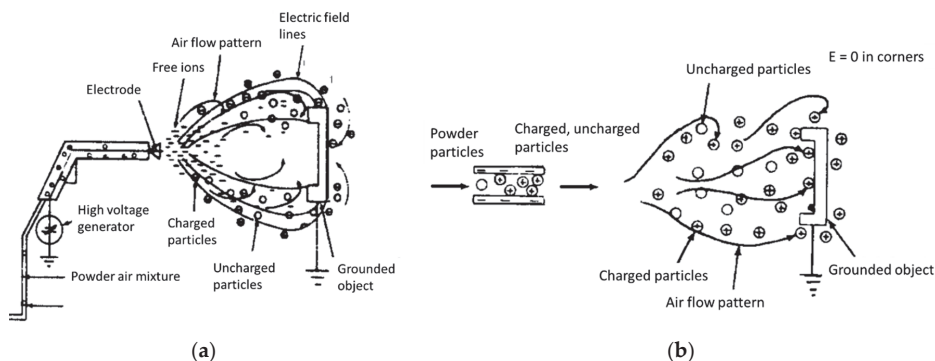 (a)
Electric field
lines
Air flow pattern
Free ions
Electrode
High voltage
generator
Charged
particles
Powder air mixture
Uncharged
particles
Grounded
object
Uncharged particles
E = 0 in corners
Powder
particles
Charged, uncharged
particles
Charged particles
Air flow pattern
Grounded object
(b)